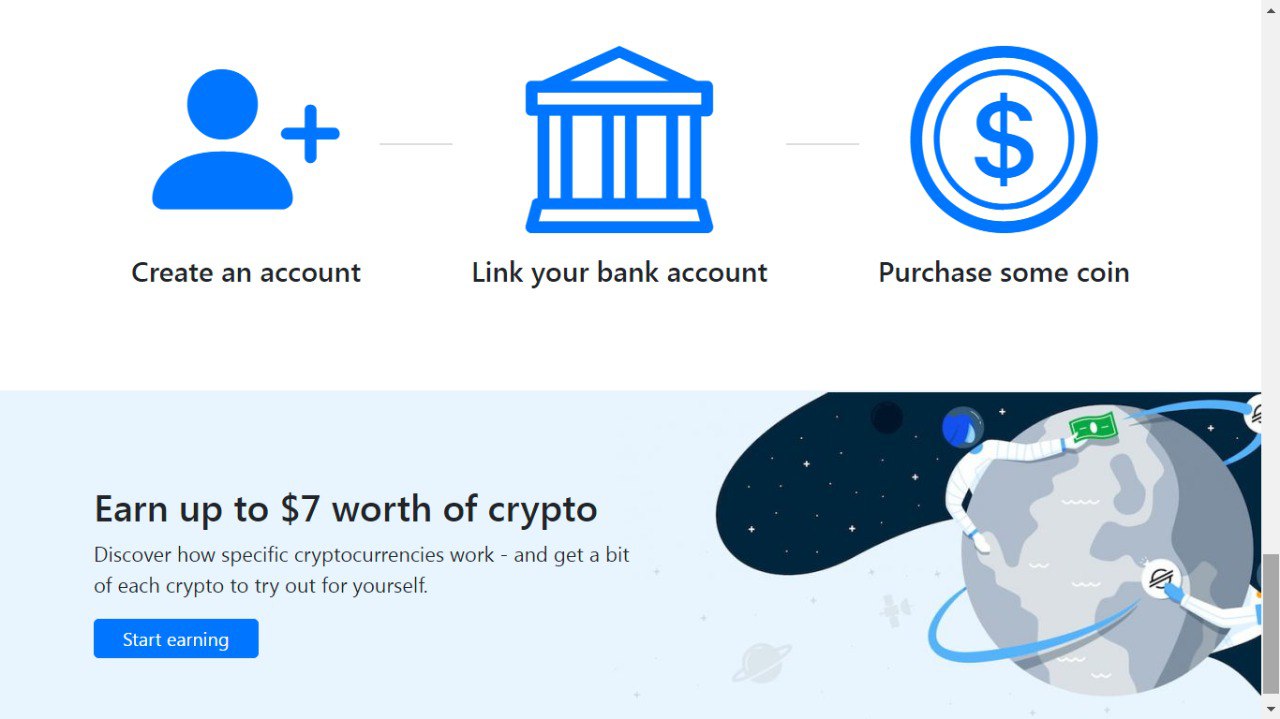 Create an account
Link your bank account
Purchase some coin
Earn up to $7 worth of crypto
Discover how specific cryptocurrencies work - and get a bit
of each crypto to try out for yourself.
Start earning